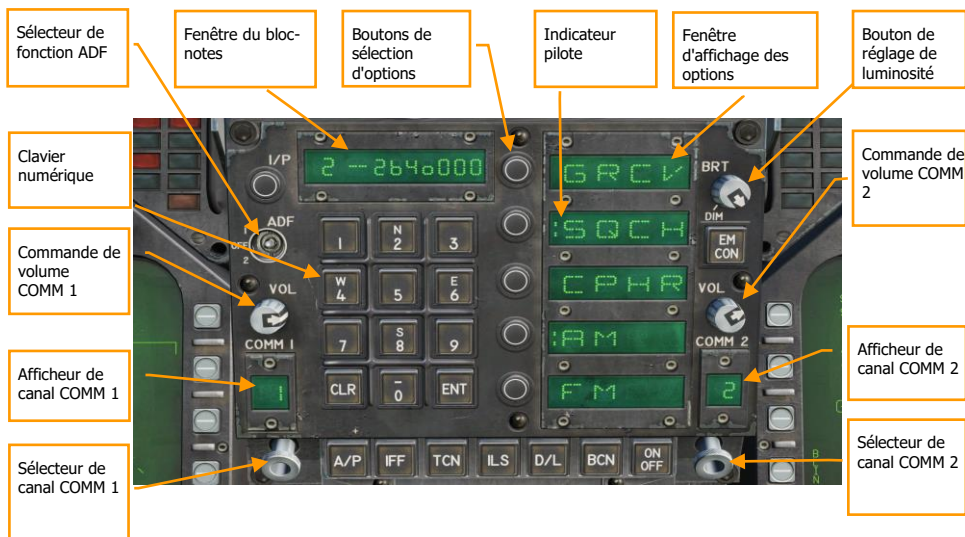 Sélecteur de
fonction ADF
Fenêtre du bloc-
notes
Boutons de
sélection
d'options
Indicateur
pilote
Fenêtre
d'affichage des
options
Bouton de
réglage de
luminosité
Clavier
numérique
Commande de
volume
COMM 1
Afficheur de
canal COMM 1
Sélecteur de
canal COMM 1
Commande de
volume COMM
2
Afficheur de
canal COMM 2
Sélecteur de
canal COMM 2
I/P
2 --264o000
GRCV
BRT
DIM
ADF
1
OFF
2
1
N
2
3
:SQCH
EM
CON
W
4
5
E
6
CPHR
VOL
VOL
7
S
8
9
:AM
COMM 1
COMM 2
1
CLR
–
0
ENT
FM
2
A/P
IFF
TCN
ILS
D/L
BCN
ON
OFF